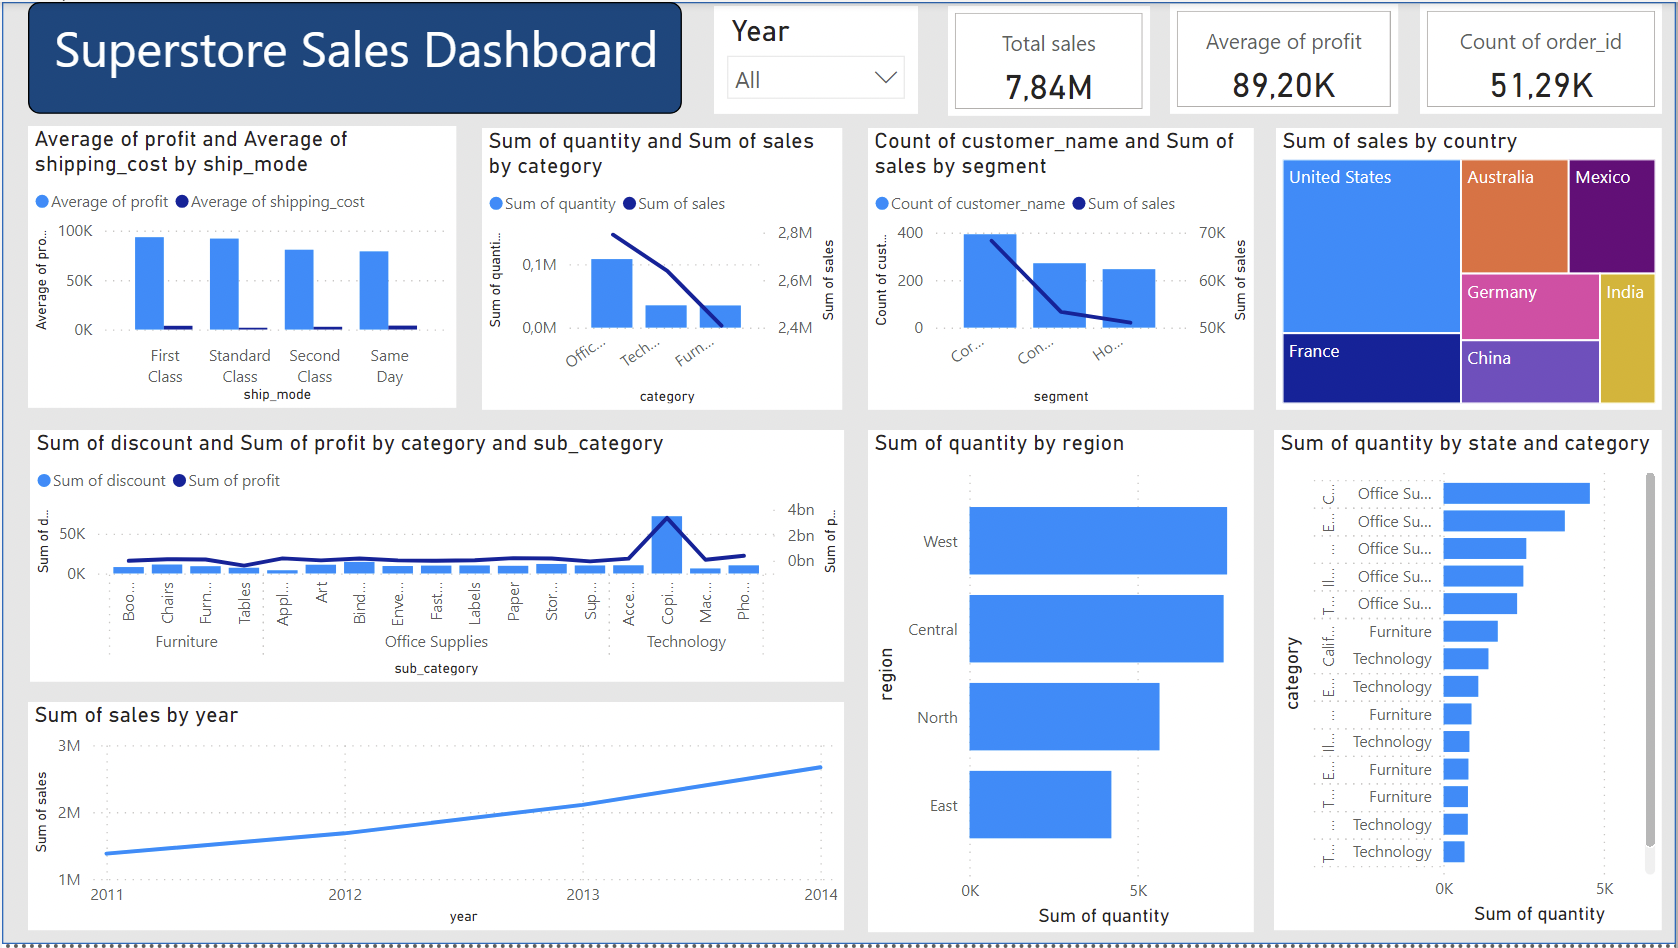 Superstore Sales Dashboard
Year
All
Total sales
7,84M
Average of profit
89,20K
Count of order_id
51,29K
Average of profit and Average of
shipping_cost by ship_mode
Average of profit Average of shipping_cost
Average of pro...
100K
50K
0K
First Class
Standard Class
Second Class
Same Day
ship_mode
Sum of quantity and Sum of sales
by category
Sum of quantity Sum of sales
Sum of quanti...
0,1M
0,0M
2,8M
2,6M
2,4M
Sum of sales
Offic...
Tech...
Furn...
category
Count of customer_name and Sum of
sales by segment
Count of customer_name Sum of sales
Count of cust...
400
200
0
70K
60K
50K
Sum of sales
Cor...
Con...
Ho...
segment
Sum of sales by country
United States
Australia
Mexico
Germany
India
France
China
Sum of discount and Sum of profit by category and sub_category
Sum of discount Sum of profit
Sum of d...
50K
0K
4bn
2bn
0bn
Sum of p...
Boo...
Chairs
Furn...
Tables
Appl...
Art
Bind...
Enve...
Fast...
Labels
Paper
Stor...
Sup...
Acce...
Copi...
Mac...
Pho...
Furniture
Office Supplies
Technology
sub_category
Sum of sales by year
Sum of sales
3M
2M
1M
2011
2012
2013
2014
year
Sum of quantity by region
region
West
Central
North
East
0K
5K
Sum of quantity
Sum of quantity by state and category
category
C... Office Su...
E... Office Su...
... Office Su...
Il... Office Su...
T... Office Su...
Calif... Furniture
Technology
E... Technology
... Furniture
Il... Technology
E... Furniture
T... Furniture
... Technology
T... Technology
0K
5K
Sum of quantity